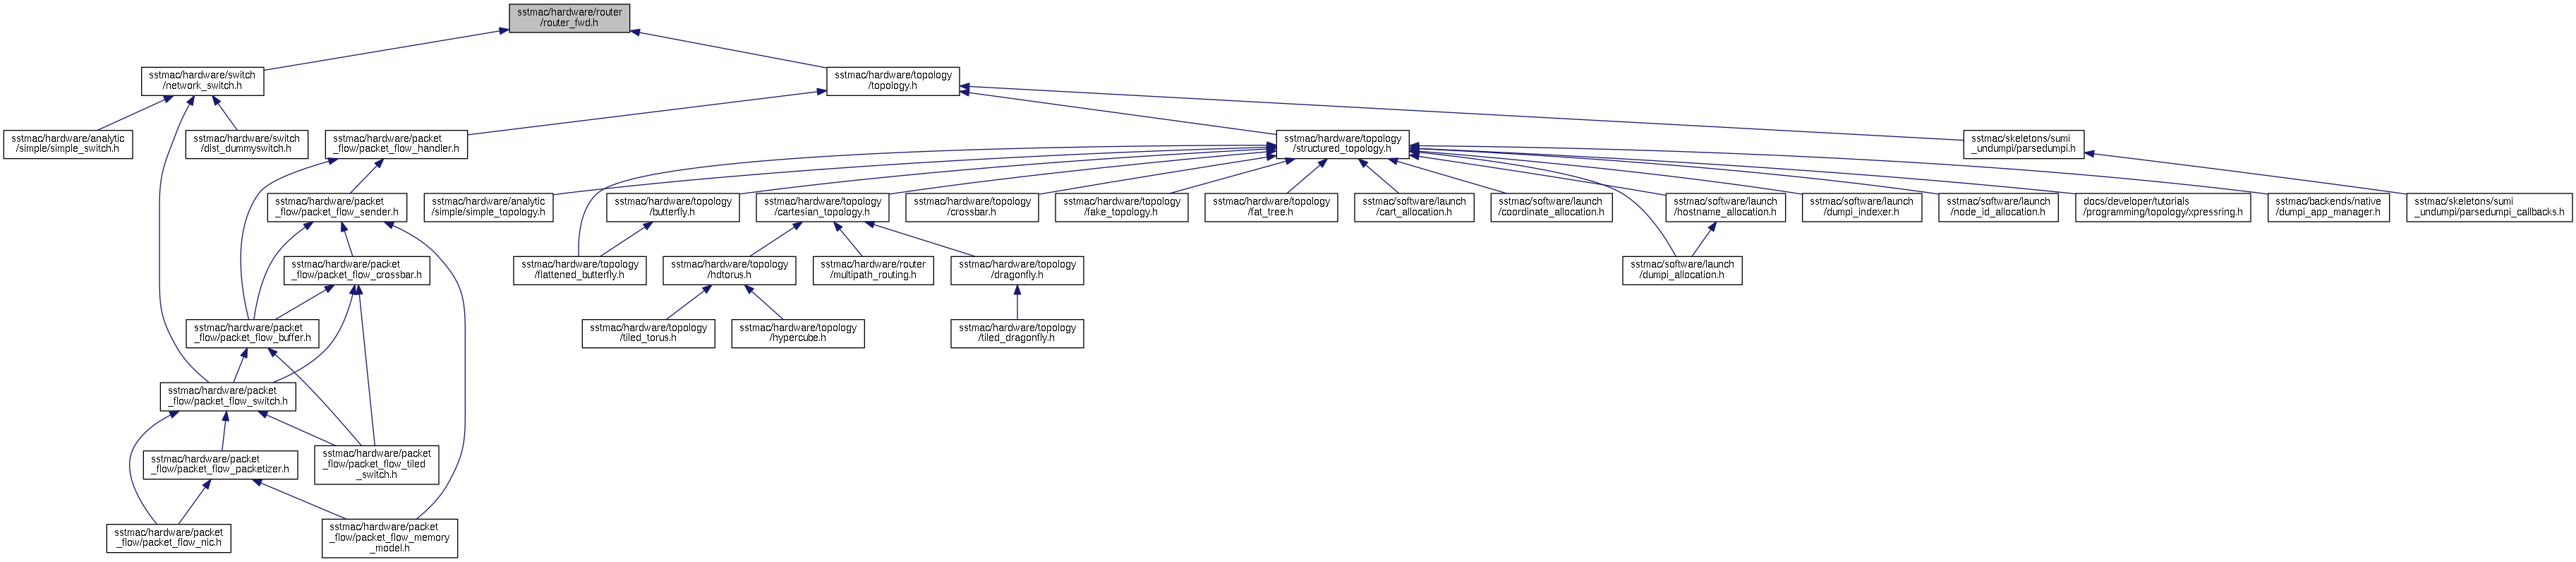 sstmac/hardware/router
/router_fwd.h
sstmac/hardware/switch
/network_switch.h
sstmac/hardware/topology
/topology.h
sstmac/hardware/analytic
/simple/simple_switch.h
sstmac/hardware/switch
/dist_dummyswitch.h
sstmac/hardware/packet
_flow/packet_flow_handler.h
sstmac/hardware/topology
/structured_topology.h
sstmac/skeletons/sumi
_undumpi/parsedumpi.h
sstmac/hardware/packet
_flow/packet_flow_sender.h
sstmac/hardware/analytic
/simple/simple_topology.h
sstmac/hardware/topology
/butterfly.h
sstmac/hardware/topology
/cartesian_topology.h
sstmac/hardware/topology
/crossbar.h
sstmac/hardware/topology
/fake_topology.h
sstmac/hardware/topology
/fat_tree.h
sstmac/software/launch
/cart_allocation.h
sstmac/software/launch
/coordinate_allocation.h
sstmac/software/launch
/hostname_allocation.h
sstmac/software/launch
/dumpi_indexer.h
sstmac/software/launch
/node_id_allocation.h
docs/developer/tutorials
/programming/topology/xpressring.h
sstmac/backends/native
/dumpi_app_manager.h
sstmac/skeletons/sumi
_undumpi/parsedumpi_callbacks.h
sstmac/hardware/packet
_flow/packet_flow_crossbar.h
sstmac/hardware/topology
/flattened_butterfly.h
sstmac/hardware/topology
/hdtorus.h
sstmac/hardware/router
/multipath_routing.h
sstmac/hardware/topology
/dragonfly.h
sstmac/software/launch
/dumpi_allocation.h
sstmac/hardware/packet
_flow/packet_flow_buffer.h
sstmac/hardware/topology
/tiled_torus.h
sstmac/hardware/topology
/hypercube.h
sstmac/hardware/topology
/tiled_dragonfly.h
sstmac/hardware/packet
_flow/packet_flow_switch.h
sstmac/hardware/packet
_flow/packet_flow_packetizer.h
sstmac/hardware/packet
_flow/packet_flow_tiled
_switch.h
sstmac/hardware/packet
_flow/packet_flow_nic.h
sstmac/hardware/packet
_flow/packet_flow_memory
_model.h